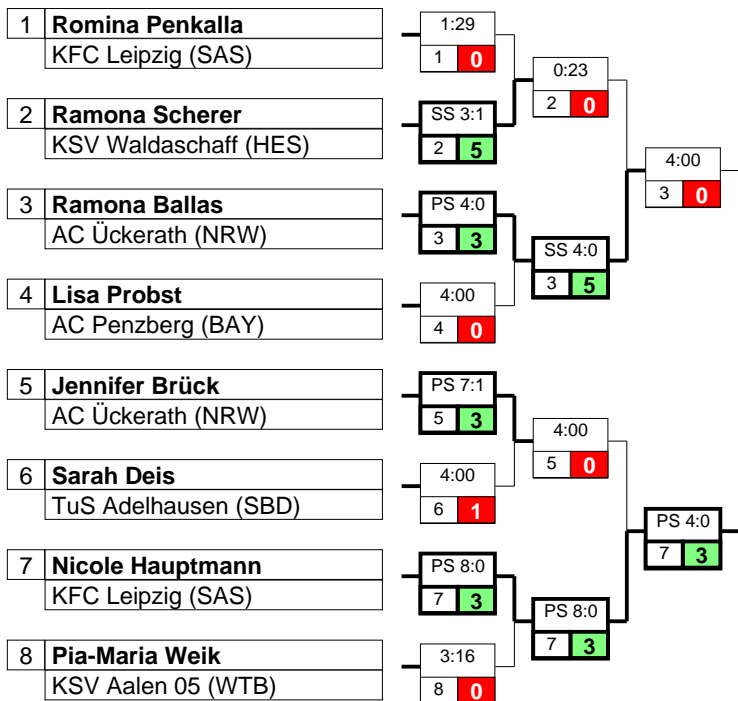 1 Romina Penkalla
KFC Leipzig (SAS)
1:29
1 0
0:23
2 0
2 Ramona Scherer
KSV Waldaschaff (HES)
SS 3:1
2 5
4:00
3 0
3 Ramona Ballas
AC Ückerath (NRW)
PS 4:0
3 3
SS 4:0
3 5
4 Lisa Probst
AC Penzberg (BAY)
4:00
4 0
5 Jennifer Brück
AC Ückerath (NRW)
PS 7:1
5 3
4:00
5 0
6 Sarah Deis
TuS Adelhausen (SBD)
4:00
6 1
PS 4:0
7 3
7 Nicole Hauptmann
KFC Leipzig (SAS)
PS 8:0
7 3
PS 8:0
7 3
8 Pia-Maria Weik
KSV Aalen 05 (WTB)
3:16
8 0